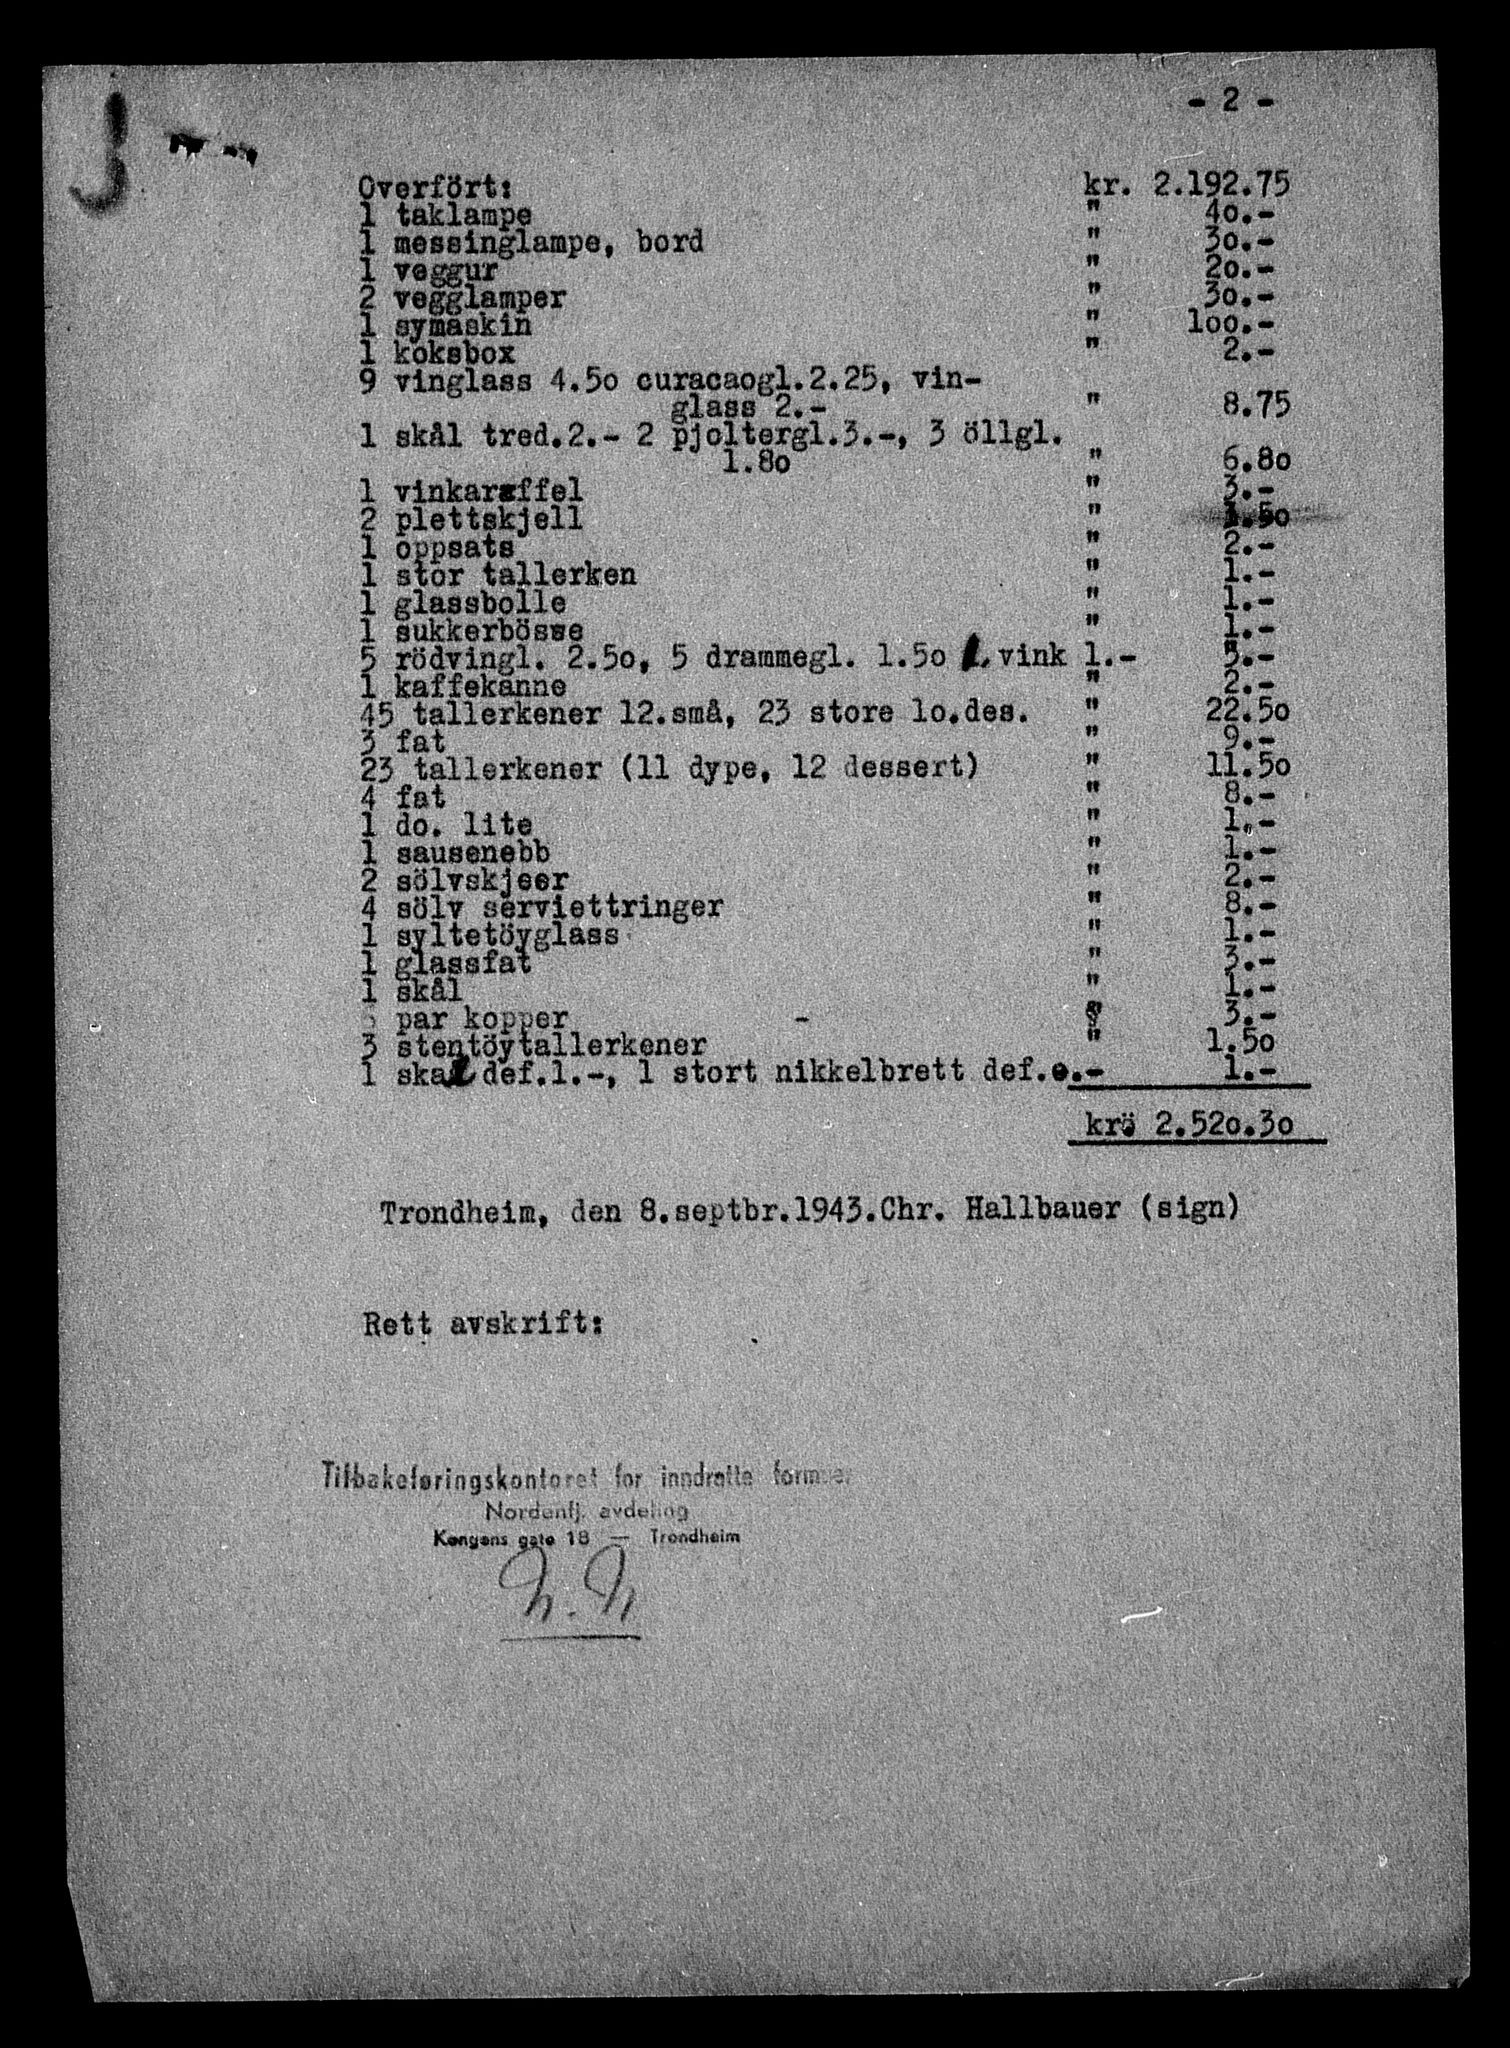 - 2 -
Overfört: kr. 2.192.75
1 taklampe " 4o.-
1 messinglampe, bord " 3o.-
1 veggur " 2o.-
2 vegglamper " 3o.-
1 symaskin " loo.-
1 koksbox " 2.-
9 vinglass 4.5o curacaogl.2.25, vin-
glass 2.- " 8.75
1 skål tred.2.- 2 pjoltergl.3.-, 3 öllgl.
1.8o " 6.8o
1 vinkaraffel " 3.-
2 plettskjell " 1.5o
1 oppsats " 2.-
1 stor tallerken " 1.-
1 glassbolle " 1.-
1 sukkerbösse " 1.-
5 rödvingl. 2.5o, 5 drammegl. 1.5o 1. vink 1.- 5.-
1 kaffekanne " 2.-
45 tallerkener 12.små, 23 store lo.des. " 22.5o
3 fat " 9.-
23 tallerkener (11 dype, 12 dessert) " 11.5o
4 fat " 8.-
1 do. lite " 1.-
1 sausenebb " 1.-
2 sölvskjeer " 2.-
4 sölv serviettringer " 8.-
1 syltetöyglass " 1.-
1 glassfat " 3.-
1 skål " 1.-
par kopper - " 3.-
3 stentöytallerkener " 1.5o
1 skal def.1.-, 1 stort nikkelbrett def.o.- 1.-
krö. 2.52o.3o
Trondheim, den 8.septbr.1943.Chr. Hallbauer (sign)
Rett avskrift:
Tilbakeføringskontoret for inndratte formuer
Nordenfj. avdeling
Kongens gate 18 — Trondheim